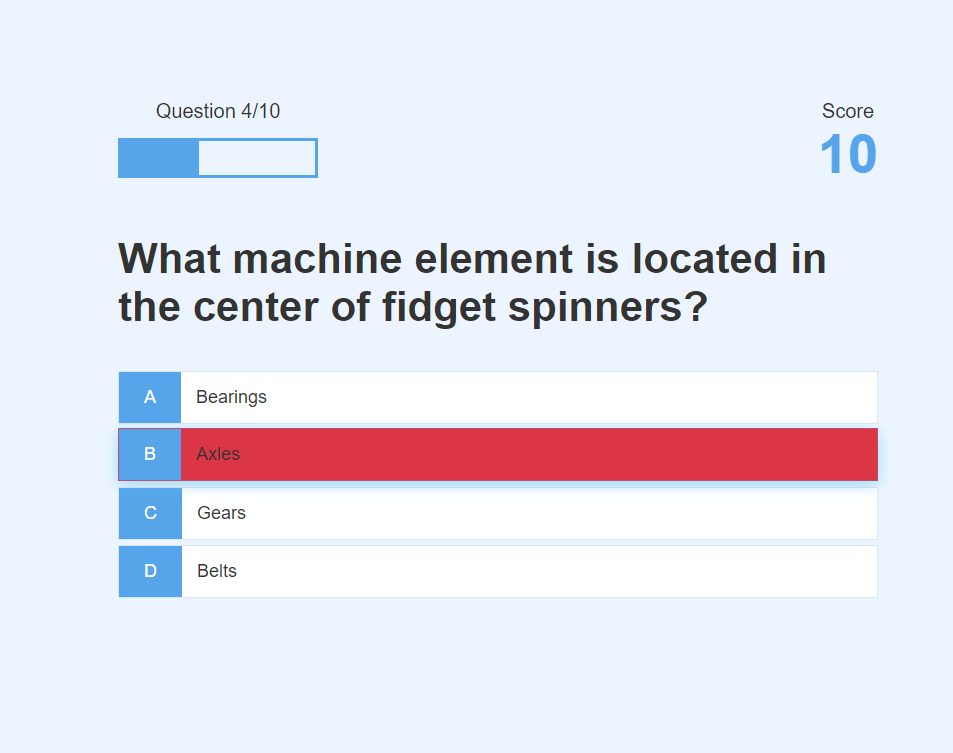 Question 4/10
Score
10
What machine element is located in
the center of fidget spinners?
A Bearings
B Axles
C Gears
D Belts